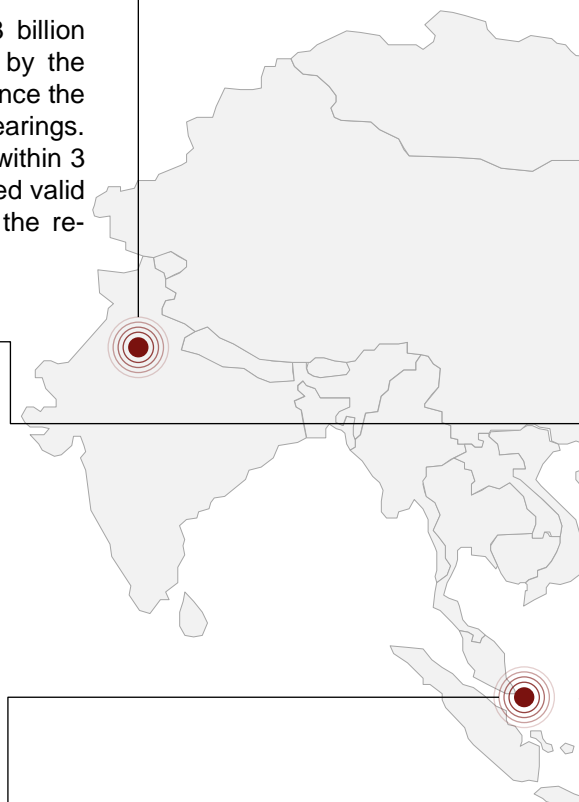 billion
by the
nce the
earings.
within 3
ed valid
the re-